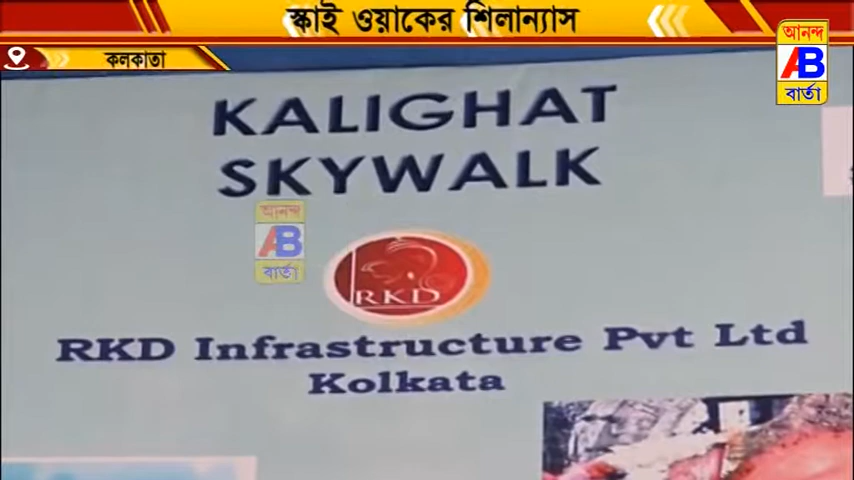 স্কাই ওয়াকের শিলান্যাস
কলকাতা
আনন্দ
AB
বার্তা
KALIGHAT
SKYWALK
আনন্দ
AB
বার্তা
RKD
RKD Infrastructure Pvt Ltd
Kolkata